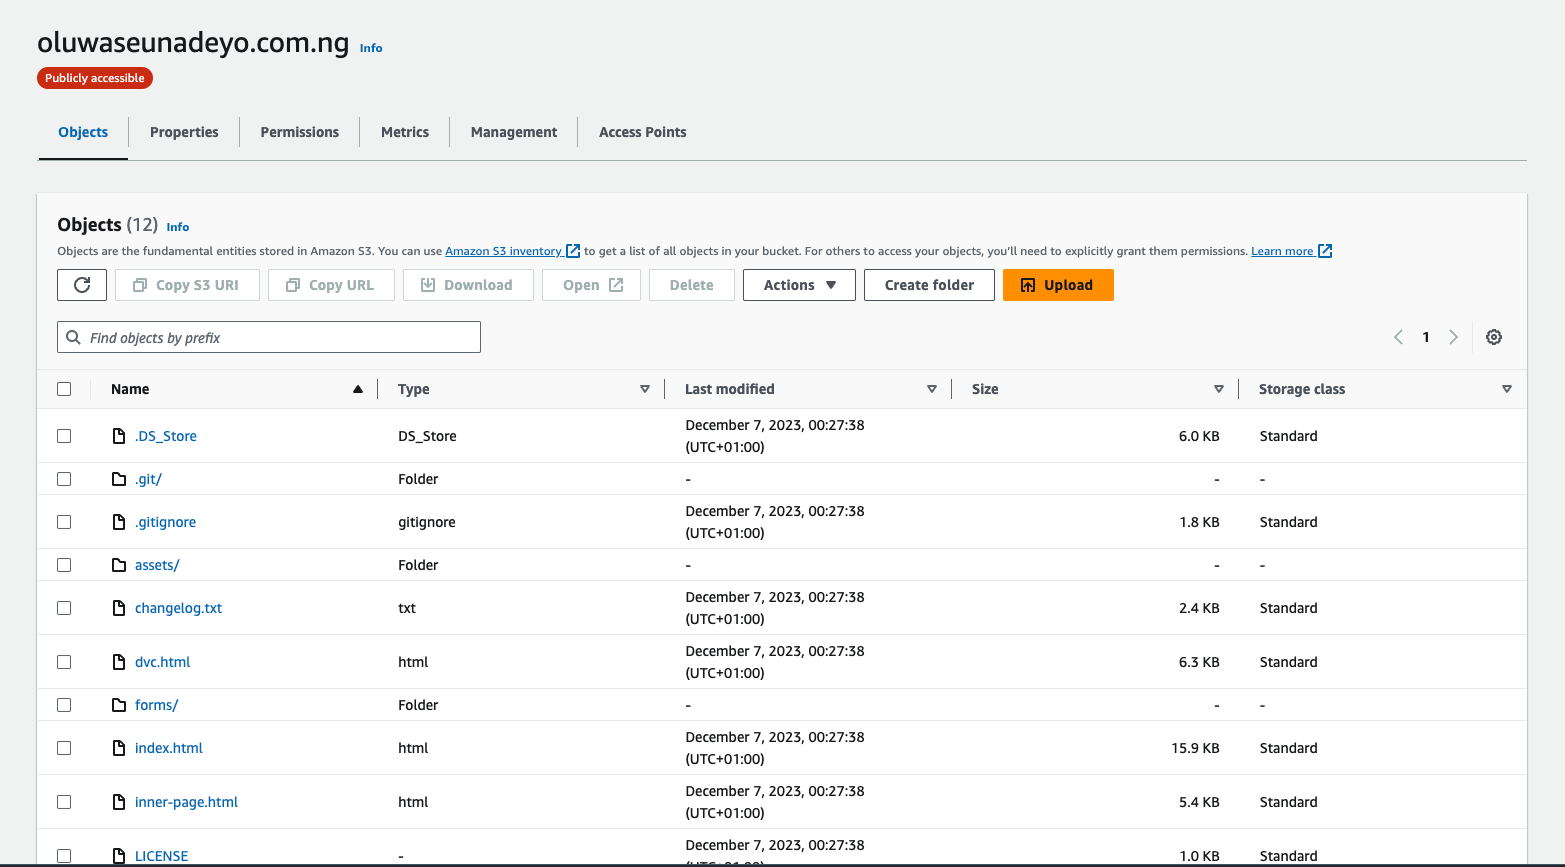 oluwaseunadeyo.com.ng Info
Publicly accessible
Objects Properties Permissions Metrics Management Access Points
Objects (12) Info
Objects are the fundamental entities stored in Amazon S3. You can use Amazon S3 inventory to get a list of all objects in your bucket. For others to access your objects, you'll need to explicitly grant them permissions. Learn more
Copy S3 URI Copy URL Download Open Delete Actions Create folder Upload
Find objects by prefix 1
Name Type Last modified Size Storage class
.DS_Store DS_Store December 7, 2023, 00:27:38 (UTC+01:00) 6.0 KB Standard
.git/ Folder - - -
.gitignore gitignore December 7, 2023, 00:27:38 (UTC+01:00) 1.8 KB Standard
assets/ Folder - - -
changelog.txt txt December 7, 2023, 00:27:38 (UTC+01:00) 2.4 KB Standard
dvc.html html December 7, 2023, 00:27:38 (UTC+01:00) 6.3 KB Standard
forms/ Folder - - -
index.html html December 7, 2023, 00:27:38 (UTC+01:00) 15.9 KB Standard
inner-page.html html December 7, 2023, 00:27:38 (UTC+01:00) 5.4 KB Standard
LICENSE - December 7, 2023, 00:27:38 1.0 KB Standard